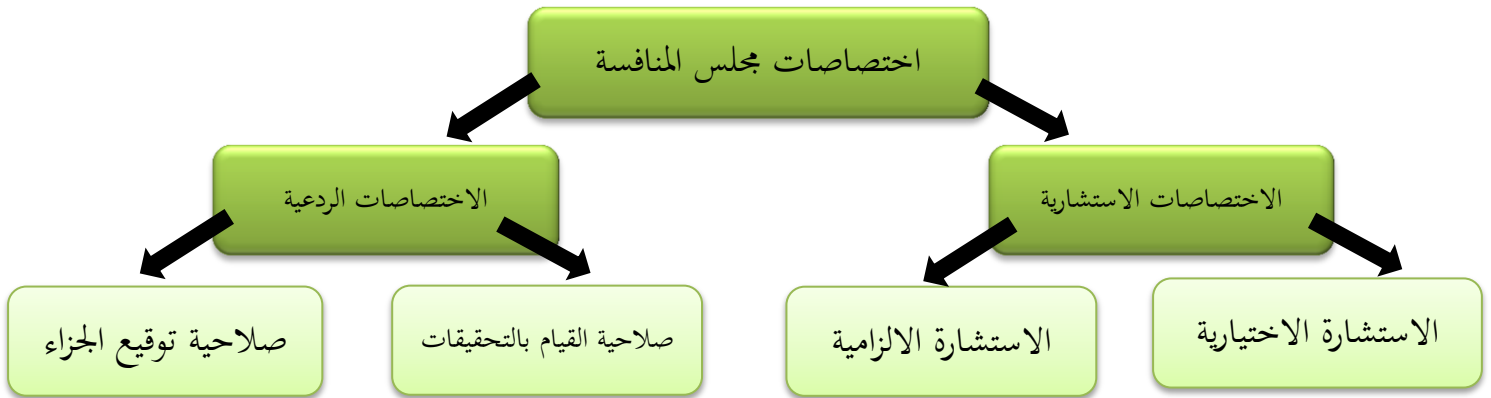 اختصاصات مجلس المنافسة
الاختصاصات الاستشارية
الاختصاصات الردعية
الاستشارة الاختيارية
الاستشارة الالزامية
صلاحية القيام بالتحقيقات
صلاحية توقيع الجزاء